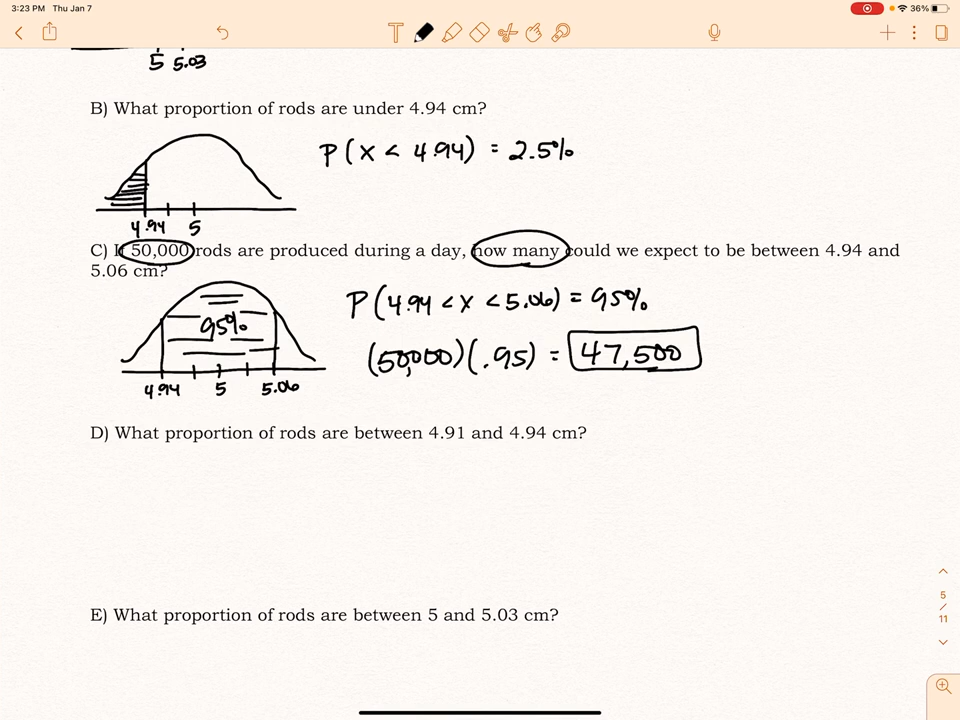 3:23 PM Thu Jan 7
36%
5 5.03
B) What proportion of rods are under 4.94 cm?
P(x < 4.94) = 2.5%
4.94 5
C) If 50,000 rods are produced during a day, how many could we expect to be between 4.94 and
5.06 cm?
95%
4.94 5 5.06
P(4.94 < x < 5.06) = 95%
(50,000)(.95) = 47,500
D) What proportion of rods are between 4.91 and 4.94 cm?
E) What proportion of rods are between 5 and 5.03 cm?
5
/
11